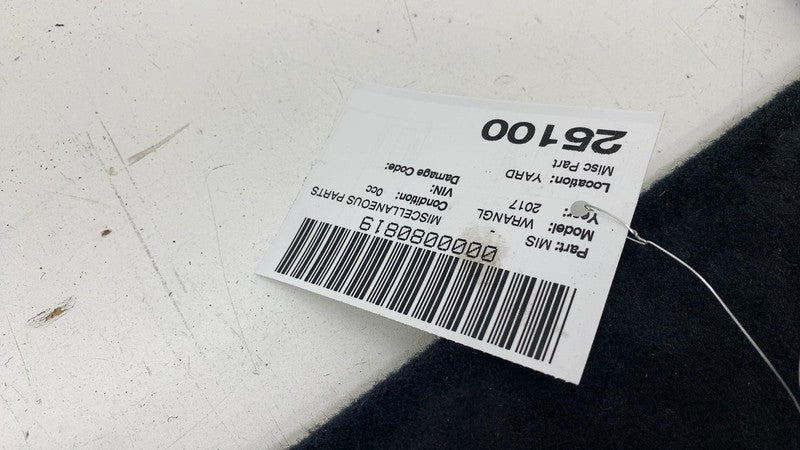 0000080819
Part: MIS - MISCELLANEOUS PARTS
Model: WRANGL Condition: 0cc
Year: 2017 VIN: Damage Code:
Location: YARD
Misc Part
25100